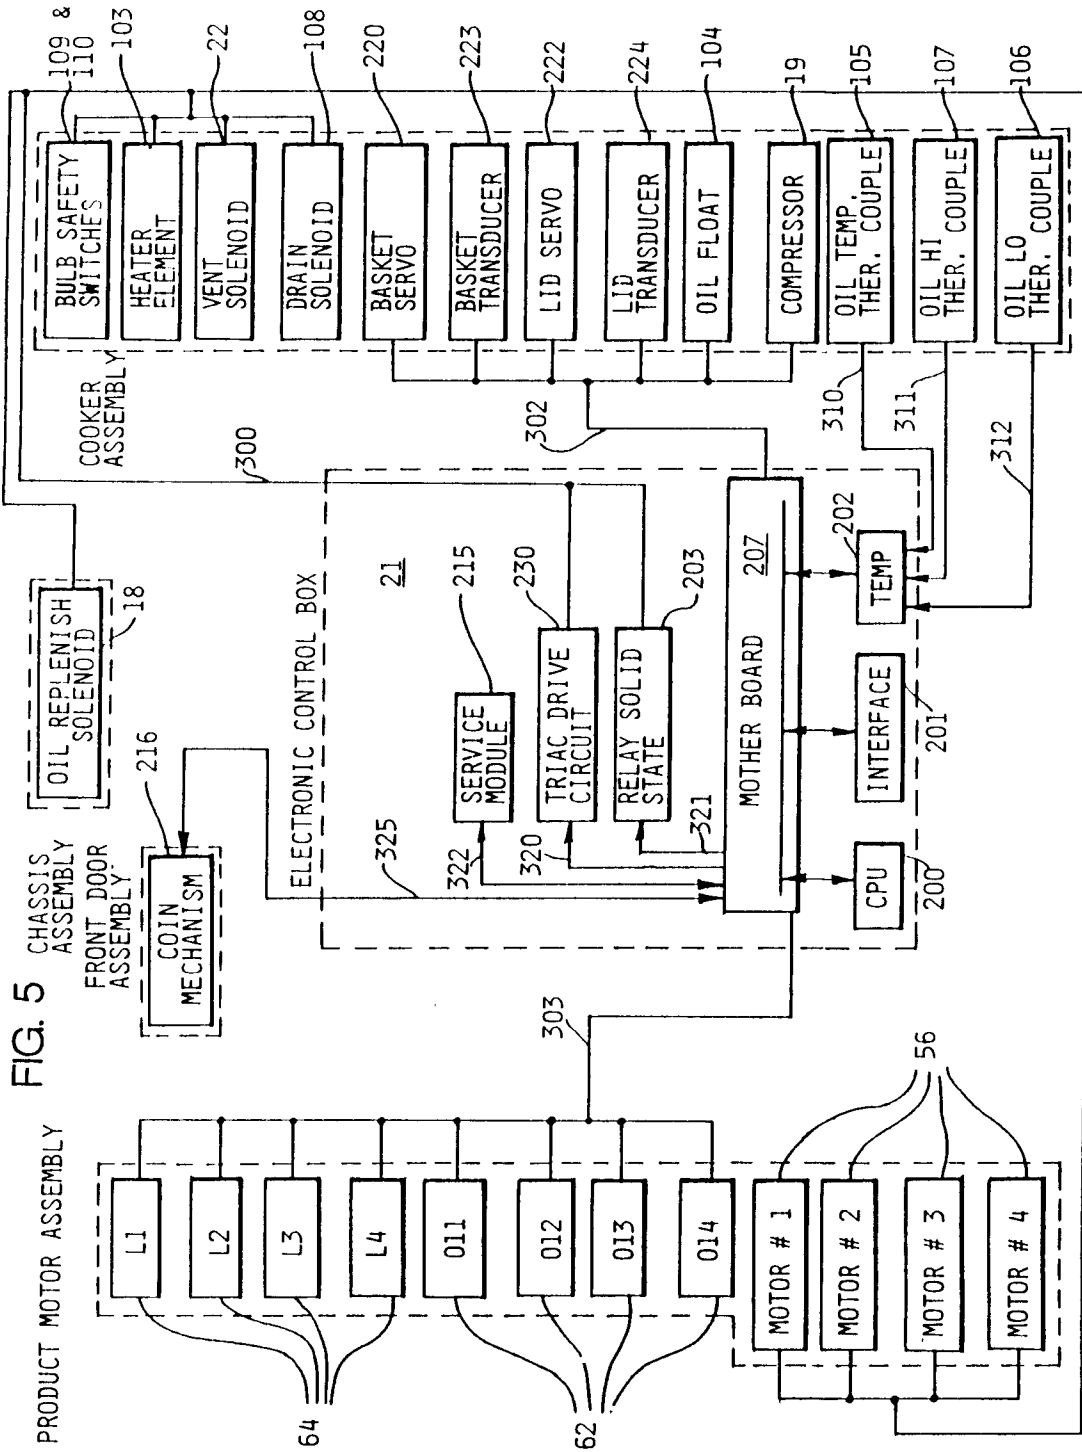 FIG. 5
PRODUCT MOTOR ASSEMBLY
L1
L2
L3
L4
64
011
012
013
014
62
MOTOR # 1
MOTOR # 2
MOTOR # 3
MOTOR # 4
56
303
CHASSIS
ASSEMBLY
OIL REPLENISH
SOLENOID
18
FRONT DOOR
ASSEMBLY
COIN
MECHANISM
216
325
ELECTRONIC CONTROL BOX
21
SERVICE
MODULE
215
322
TRIAC DRIVE
CIRCUIT
230
320
RELAY SOLID
STATE
203
321
MOTHER BOARD
207
CPU
200
INTERFACE
201
TEMP
202
300
302
310
311
312
COOKER
ASSEMBLY
BULB SAFETY
SWITCHES
109 &
110
HEATER
ELEMENT
103
VENT
SOLENOID
22
DRAIN
SOLENOID
108
BASKET
SERVO
220
BASKET
TRANSDUCER
223
LID SERVO
222
LID
TRANSDUCER
224
OIL FLOAT
104
COMPRESSOR
19
OIL TEMP.
THER. COUPLE
105
OIL HI
THER. COUPLE
107
OIL LO
THER. COUPLE
106